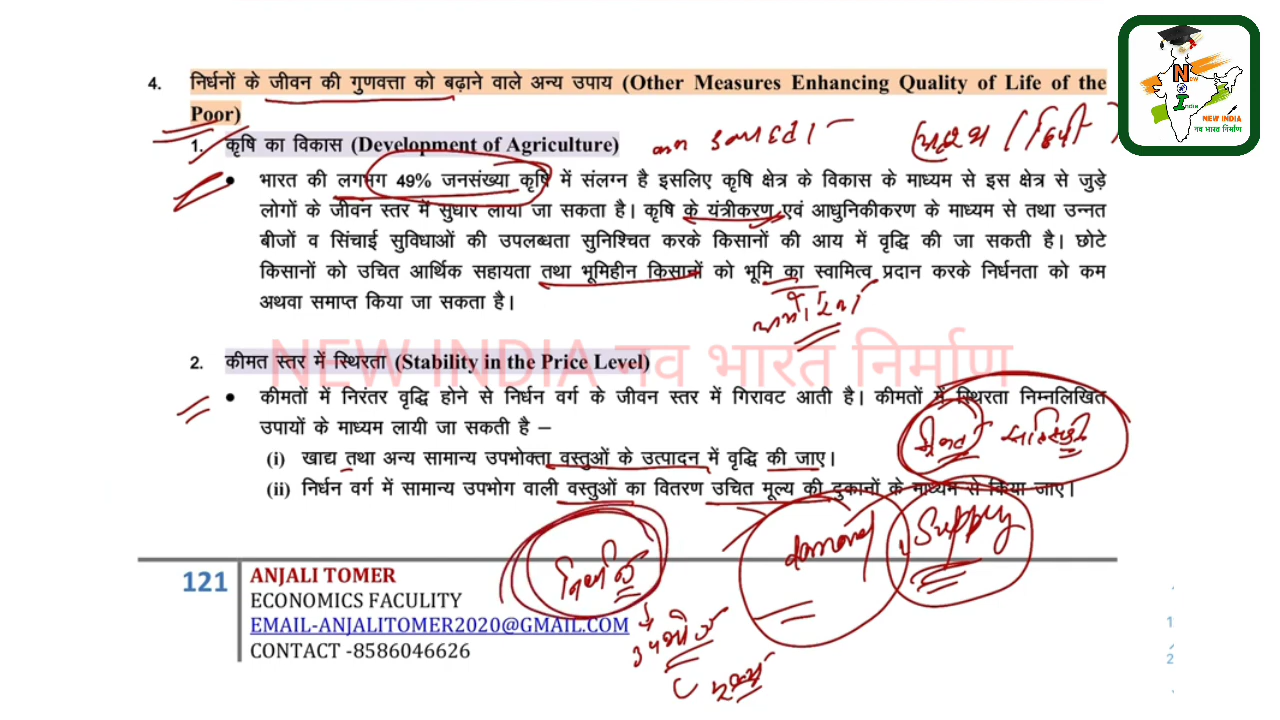 4. निर्धनों के जीवन की गुणवत्ता को बढ़ाने वाले अन्य उपाय (Other Measures Enhancing Quality of Life of the
Poor)
1. कृषि का विकास (Development of Agriculture)
• भारत की लगभग 49% जनसंख्या कृषि में संलग्न है इसलिए कृषि क्षेत्र के विकास के माध्यम से इस क्षेत्र से जुड़े
लोगों के जीवन स्तर में सुधार लाया जा सकता है। कृषि के यंत्रीकरण एवं आधुनिकीकरण के माध्यम से तथा उन्नत
बीजों व सिंचाई सुविधाओं की उपलब्धता सुनिश्चित करके किसानों की आय में वृद्धि की जा सकती है। छोटे
किसानों को उचित आर्थिक सहायता तथा भूमिहीन किसानों को भूमि का स्वामित्व प्रदान करके निर्धनता को कम
अथवा समाप्त किया जा सकता है।
2. कीमत स्तर में स्थिरता (Stability in the Price Level)
NEW INDIA नव भारत निर्माण
• कीमतों में निरंतर वृद्धि होने से निर्धन वर्ग के जीवन स्तर में गिरावट आती है। कीमतों में स्थिरता निम्नलिखित
उपायों के माध्यम लायी जा सकती है –
(i) खाद्य तथा अन्य सामान्य उपभोक्ता वस्तुओं के उत्पादन में वृद्धि की जाए।
(ii) निर्धन वर्ग में सामान्य उपभोग वाली वस्तुओं का वितरण उचित मूल्य की दुकानों के माध्यम से किया जाए।
demand Supply
121 ANJALI TOMER
ECONOMICS FACULITY
EMAIL-ANJALITOMER2020@GMAIL.COM
CONTACT -8586046626
New
India
NEW INDIA
नव भारत निर्माण
1
2